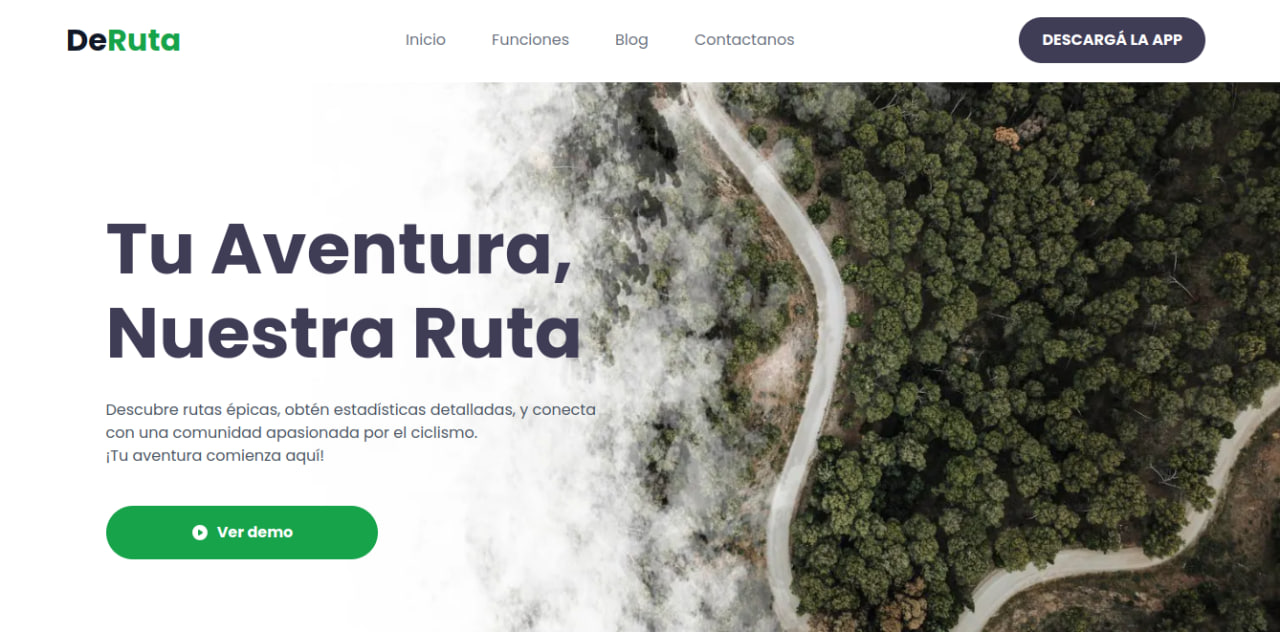 DeRuta
Inicio
Funciones
Blog
Contactanos
DESCARGÁ LA APP
Tu Aventura,
Nuestra Ruta
Descubre rutas épicas, obtén estadísticas detalladas, y conecta
con una comunidad apasionada por el ciclismo.
¡Tu aventura comienza aquí!
Ver demo